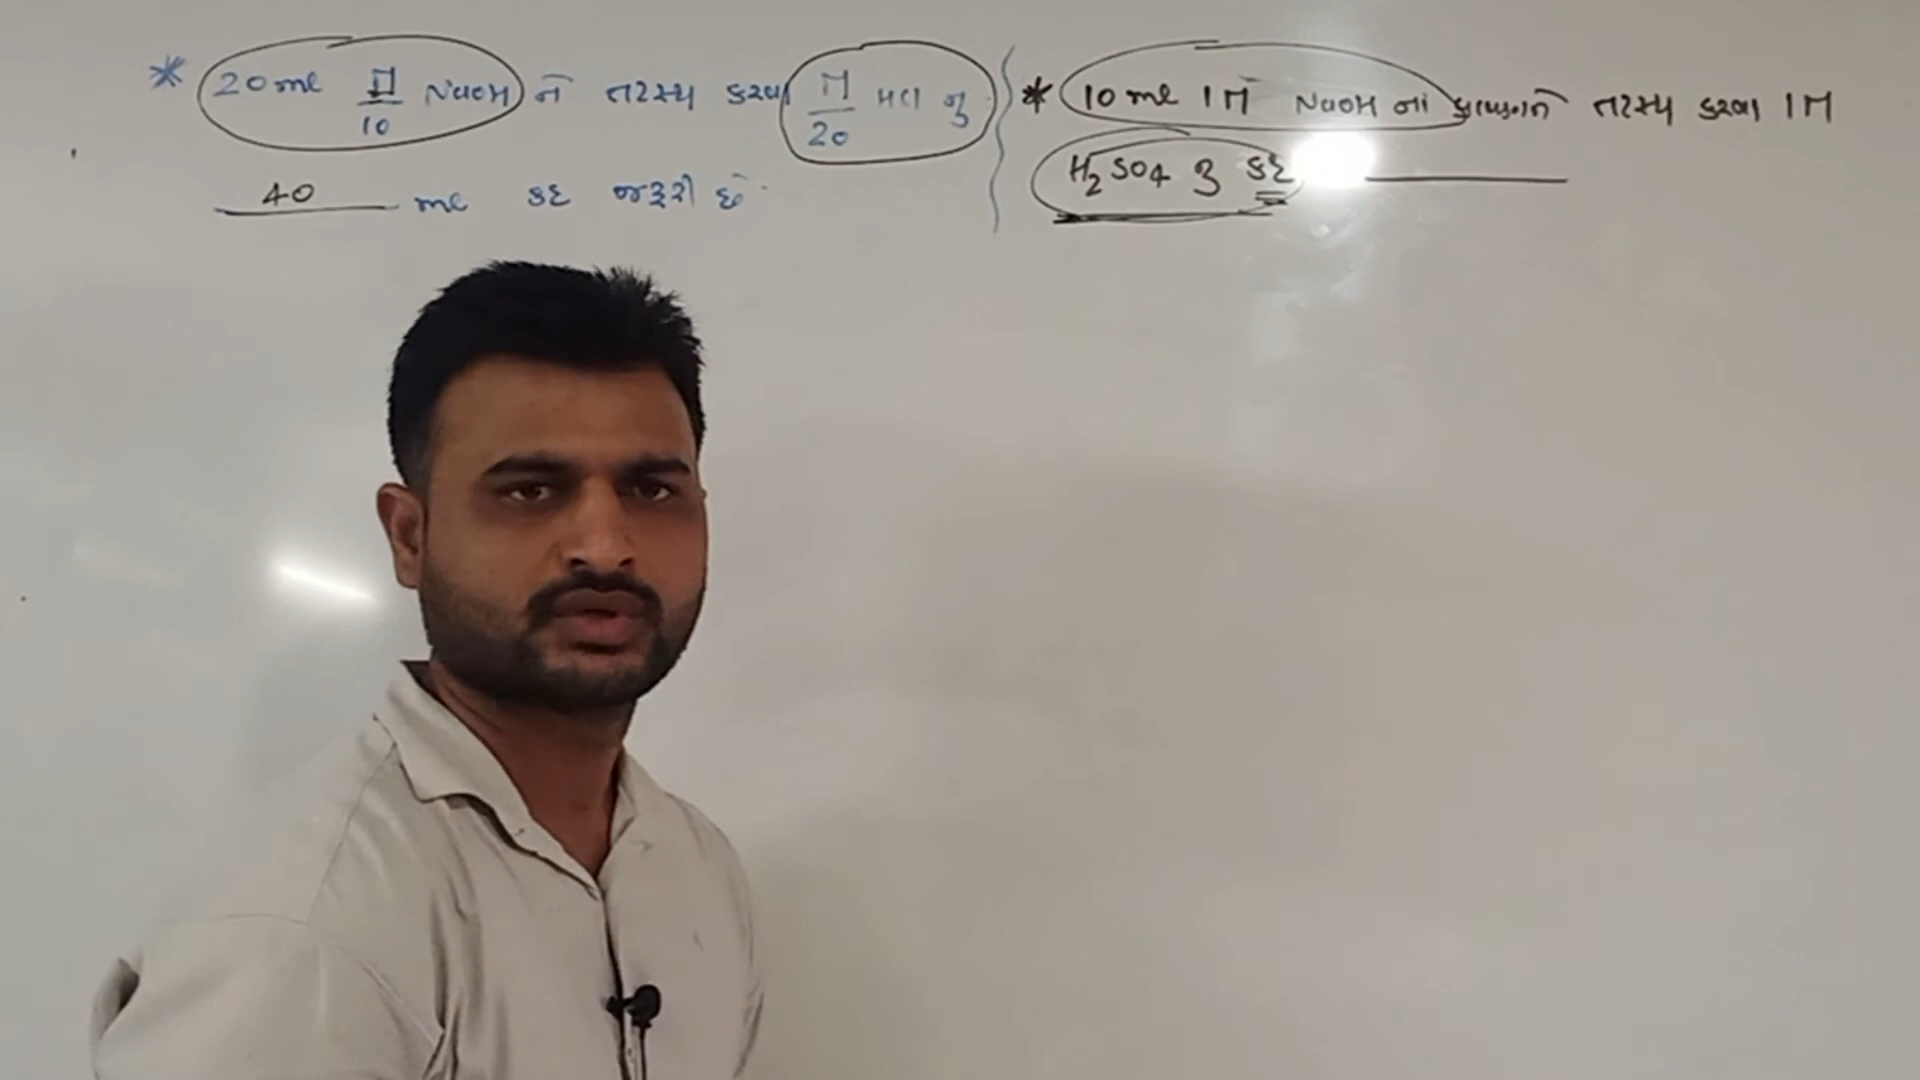 * 20 ml M/10 NaOH ને તટસ્થ કરવા M/20 HCl નું
40 ml કદ જરૂરી છે.
* 10 ml 1M NaOH નાં દ્રાવણને તટસ્થ કરવા 1M
H₂SO₄ નું કદ ______